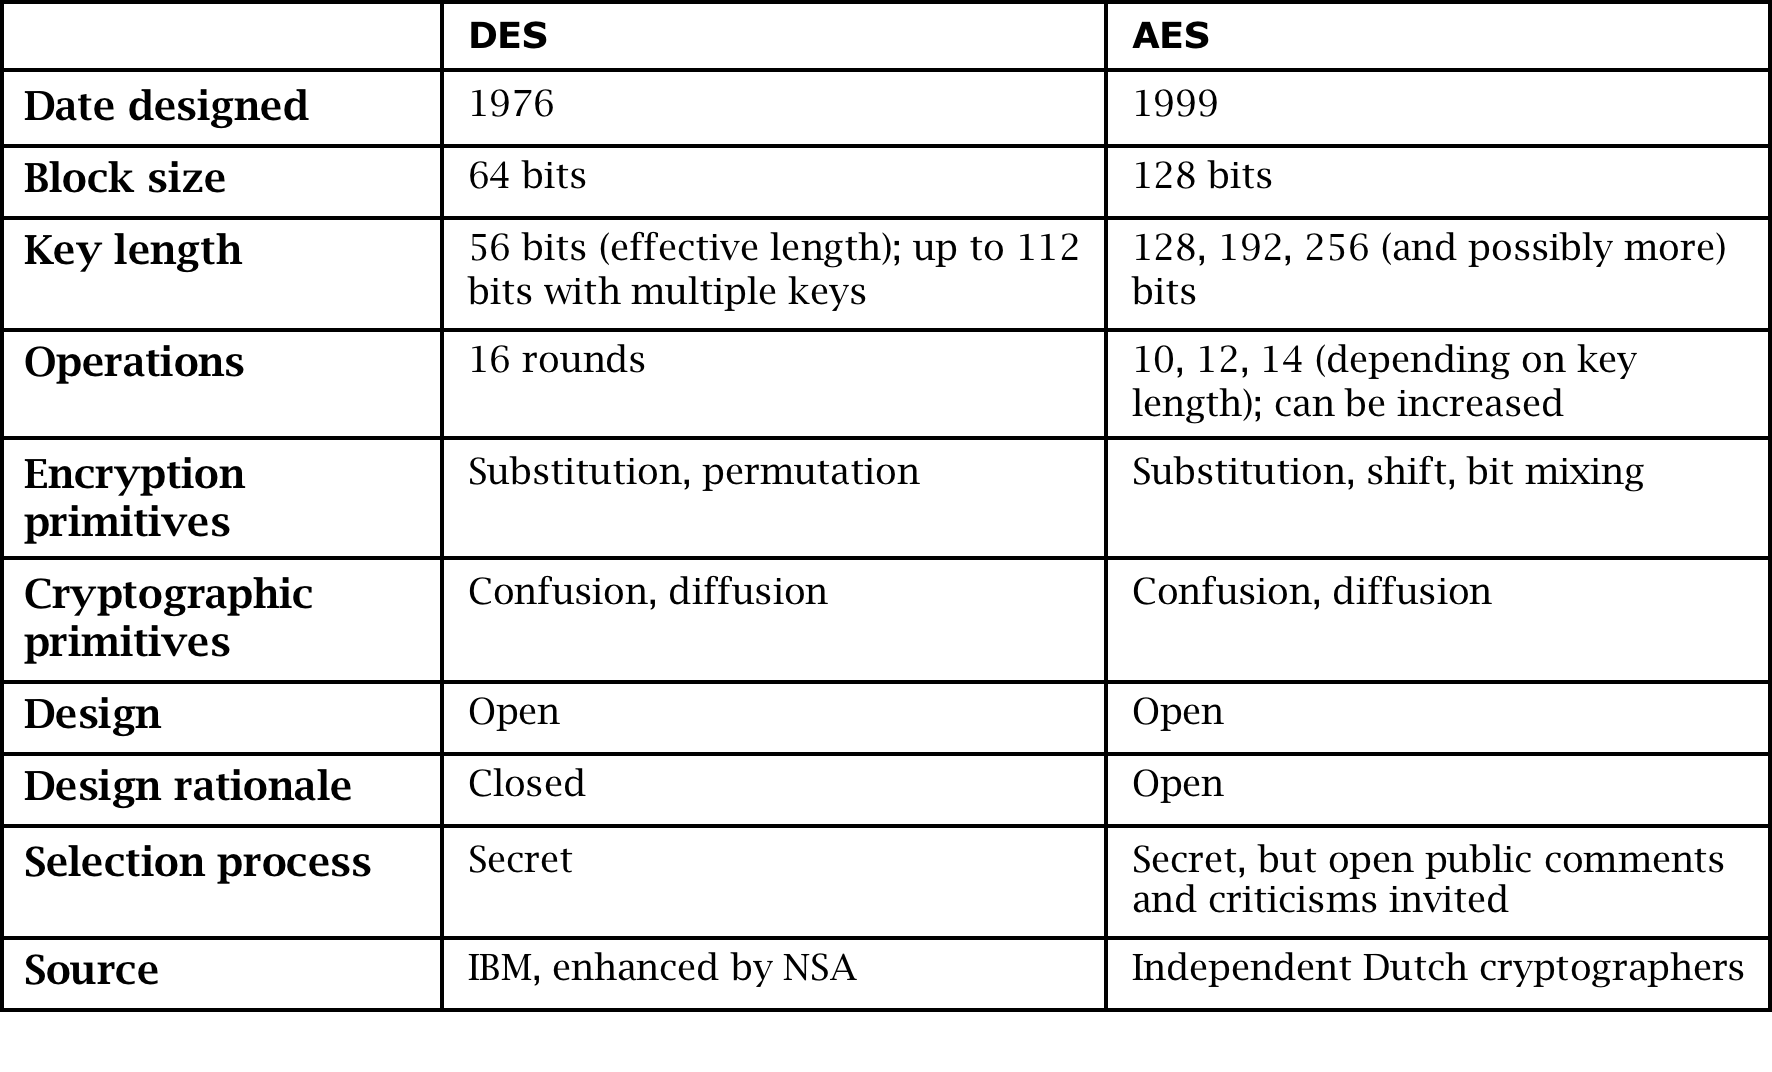 DES AES
Date designed 1976 1999
Block size 64 bits 128 bits
Key length 56 bits (effective length); up to 112 128, 192, 256 (and possibly more)
bits with multiple keys bits
Operations 16 rounds 10, 12, 14 (depending on key
length); can be increased
Encryption Substitution, permutation Substitution, shift, bit mixing
primitives
Cryptographic Confusion, diffusion Confusion, diffusion
primitives
Design Open Open
Design rationale Closed Open
Selection process Secret Secret, but open public comments
and criticisms invited
Source IBM, enhanced by NSA Independent Dutch cryptographers